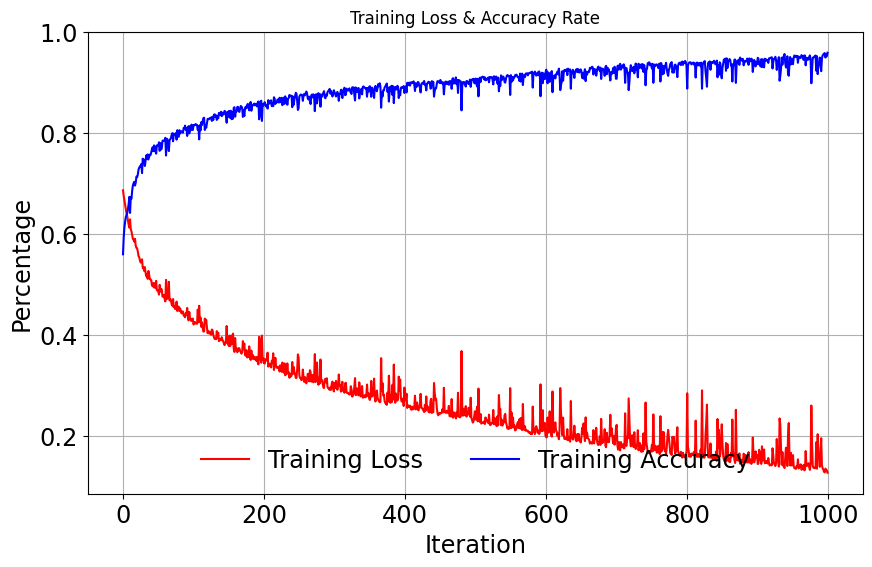 Training Loss & Accuracy Rate
1.0
0.8
0.6
0.4
0.2
Percentage
Training Loss
Training Accuracy
0
200
400
600
800
1000
Iteration